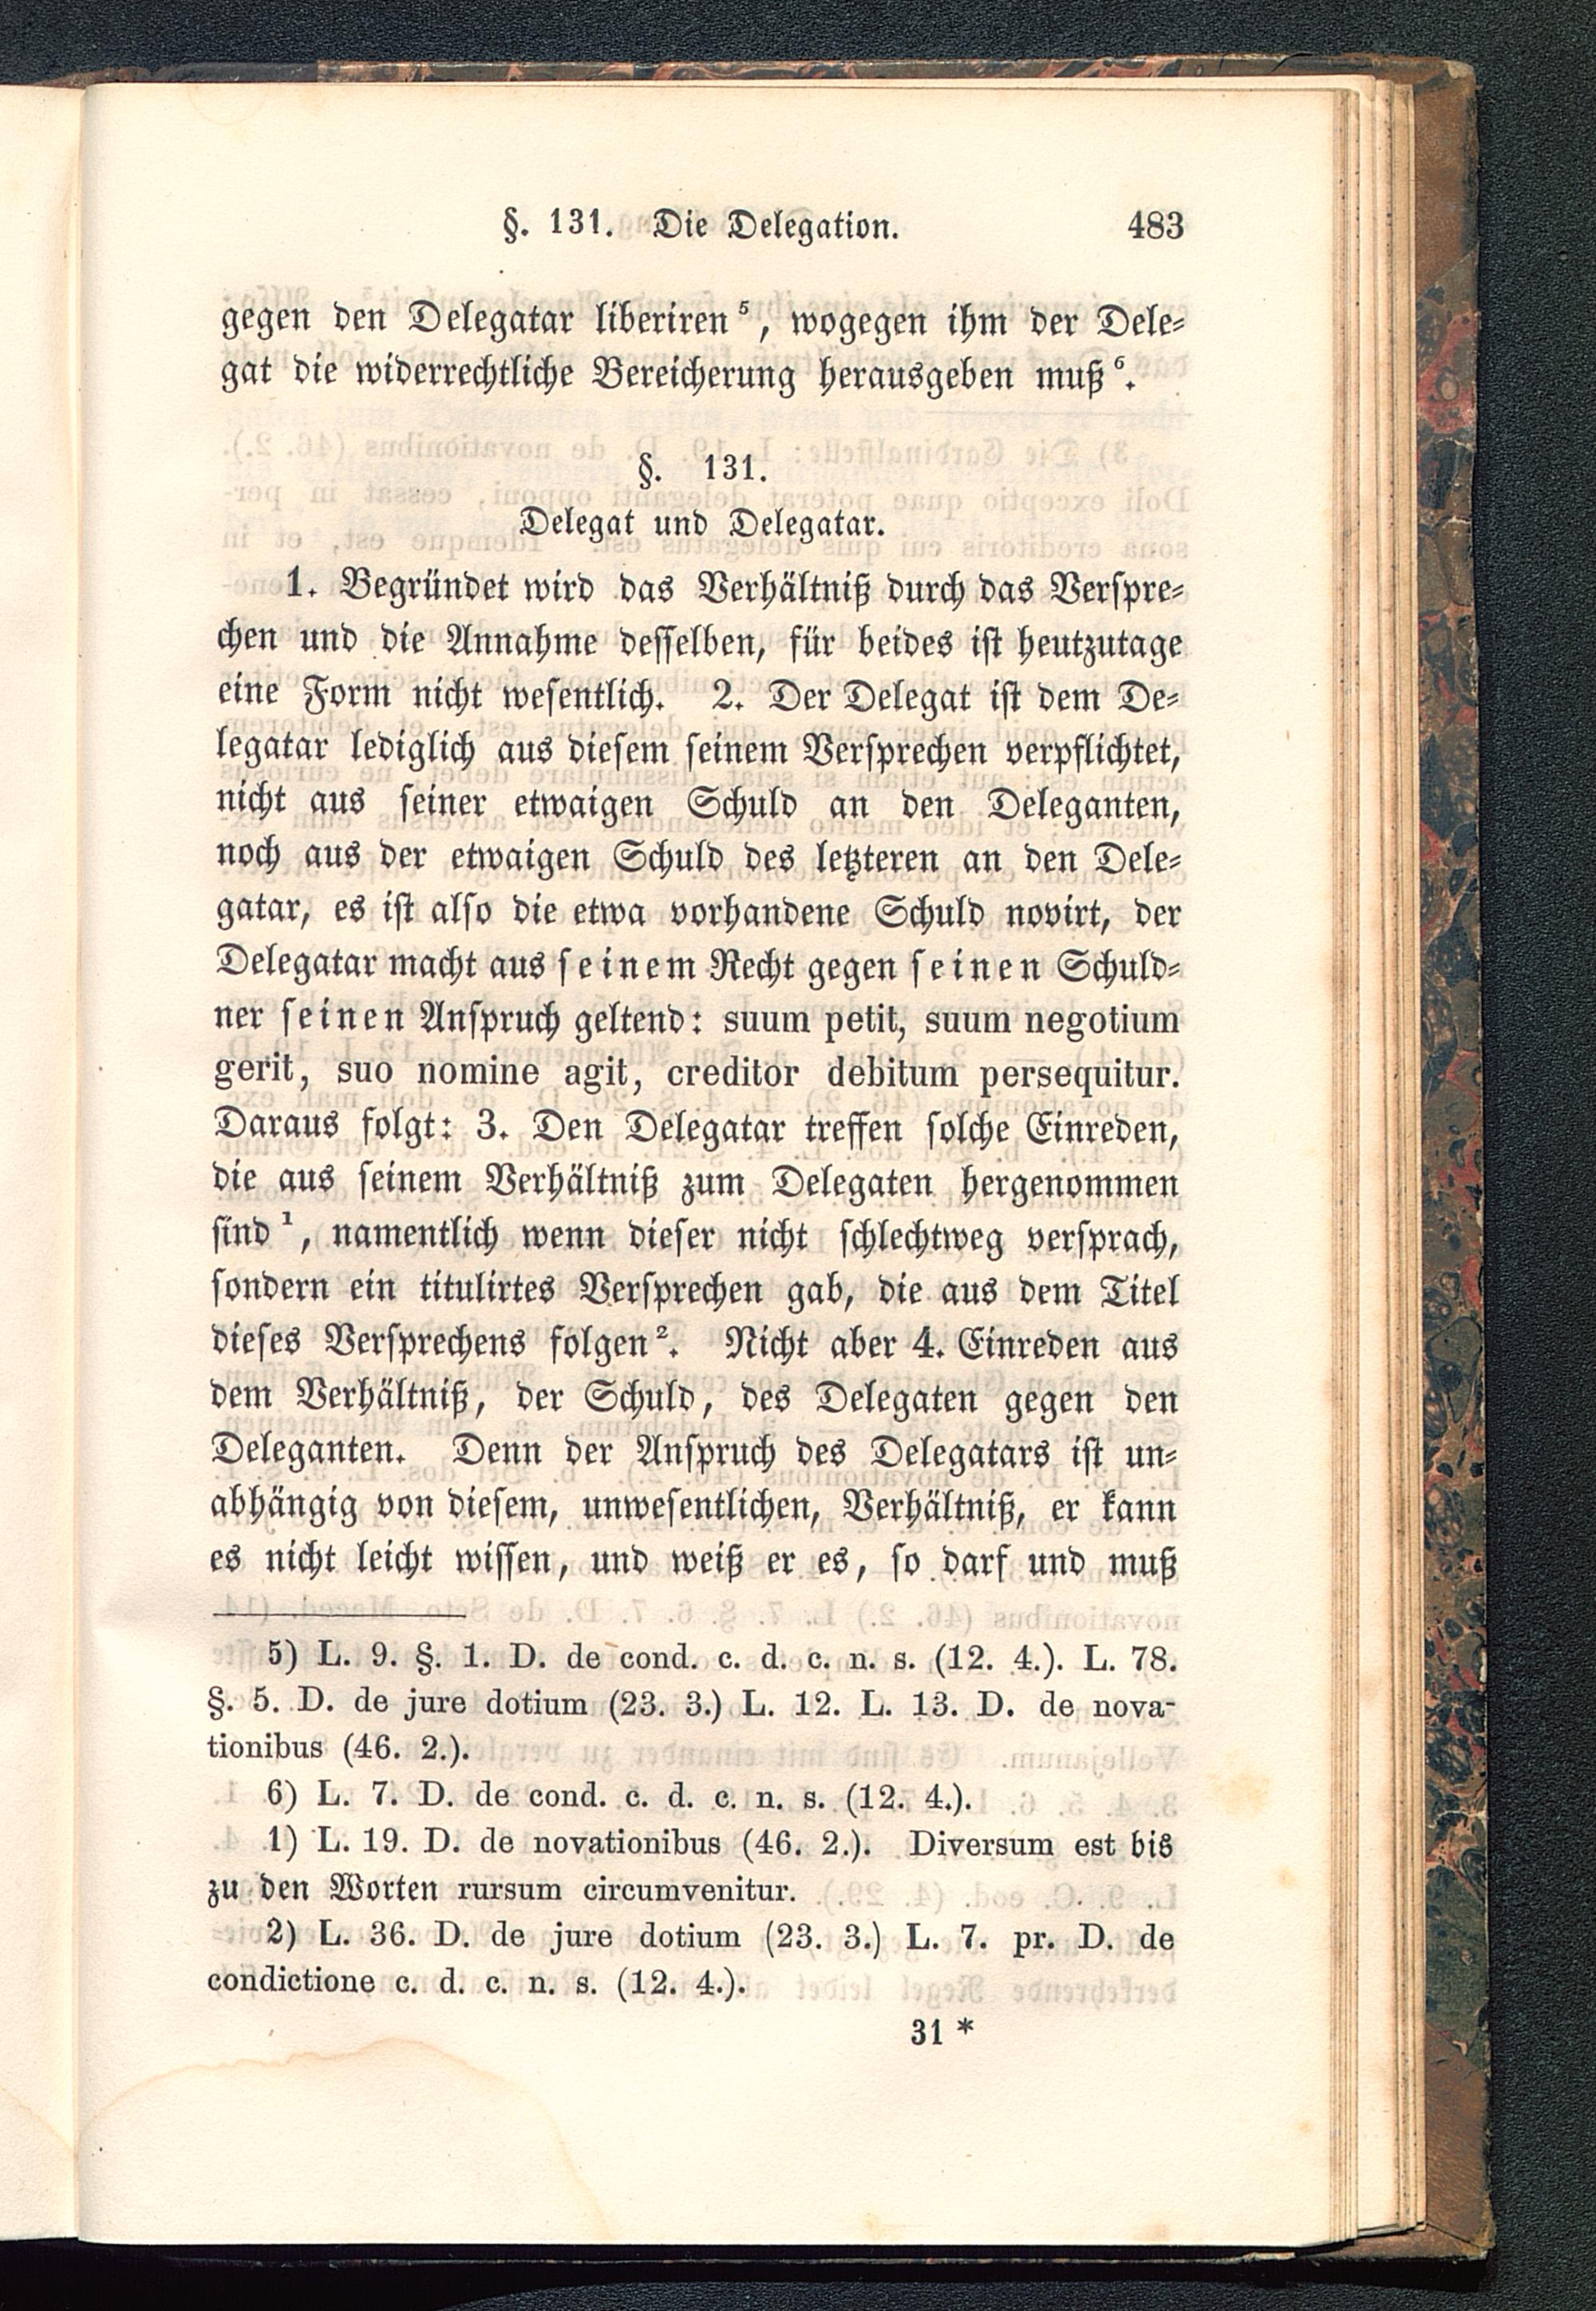 §. 131. Die Delegation. 483
gegen den Delegatar liberiren⁵, wogegen ihm der Dele-
gat die widerrechtliche Bereicherung herausgeben muß⁶.
§. 131.
Delegat und Delegatar.
1. Begründet wird das Verhältniß durch das Verspre-
chen und die Annahme desselben, für beides ist heutzutage
eine Form nicht wesentlich. 2. Der Delegat ist dem De-
legatar lediglich aus diesem seinem Versprechen verpflichtet,
nicht aus seiner etwaigen Schuld an den Deleganten,
noch aus der etwaigen Schuld des letzteren an den Dele-
gatar, es ist also die etwa vorhandene Schuld novirt, der
Delegatar macht aus seinem Recht gegen seinen Schuld-
ner seinen Anspruch geltend: suum petit, suum negotium
gerit, suo nomine agit, creditor debitum persequitur.
Daraus folgt: 3. Den Delegatar treffen solche Einreden,
die aus seinem Verhältniß zum Delegaten hergenommen
sind¹, namentlich wenn dieser nicht schlechtweg versprach,
sondern ein titulirtes Versprechen gab, die aus dem Titel
dieses Versprechens folgen². Nicht aber 4. Einreden aus
dem Verhältniß, der Schuld, des Delegaten gegen den
Deleganten. Denn der Anspruch des Delegatars ist un-
abhängig von diesem, unwesentlichen, Verhältniß, er kann
es nicht leicht wissen, und weiß er es, so darf und muß
5) L. 9. §. 1. D. de cond. c. d. c. n. s. (12. 4.). L. 78.
§. 5. D. de jure dotium (23. 3.) L. 12. L. 13. D. de nova-
tionibus (46. 2.).
6) L. 7. D. de cond. c. d. c. n. s. (12. 4.).
1) L. 19. D. de novationibus (46. 2.). Diversum est bis
zu den Worten rursum circumvenitur.
2) L. 36. D. de jure dotium (23. 3.) L. 7. pr. D. de
condictione c. d. c. n. s. (12. 4.).
31 *